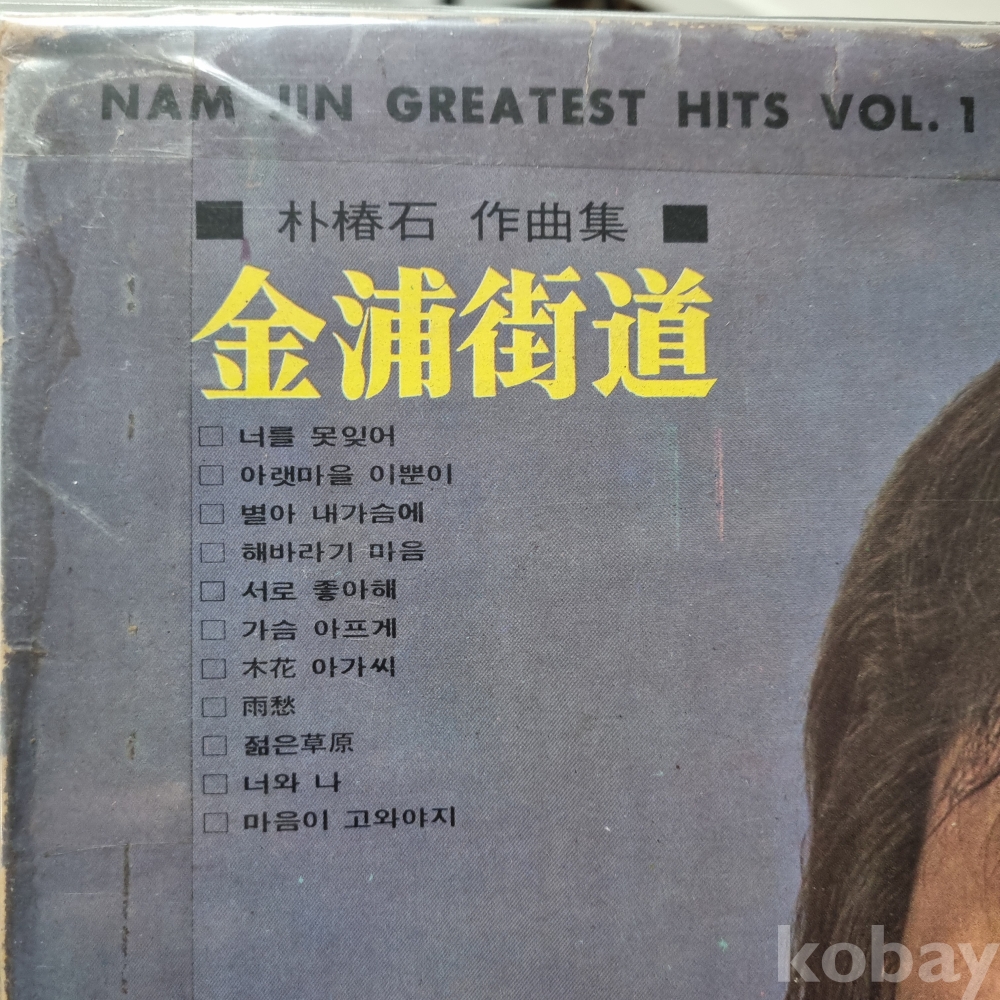 NAM JIN GREATEST HITS VOL. 1
■ 朴椿石 作曲集 ■
金浦街道
□ 너를 못잊어
□ 아랫마을 이뿐이
□ 별아 내가슴에
□ 해바라기 마음
□ 서로 좋아해
□ 가슴 아프게
□ 木花 아가씨
□ 雨愁
□ 젊은草原
□ 너와 나
□ 마음이 고와야지
kobay